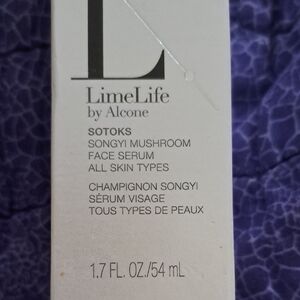 L
LimeLife
by Alcone
SOTOKS
SONGYI MUSHROOM
FACE SERUM
ALL SKIN TYPES
CHAMPIGNON SONGYI
SÉRUM VISAGE
TOUS TYPES DE PEAUX
1.7 FL. OZ./54 mL